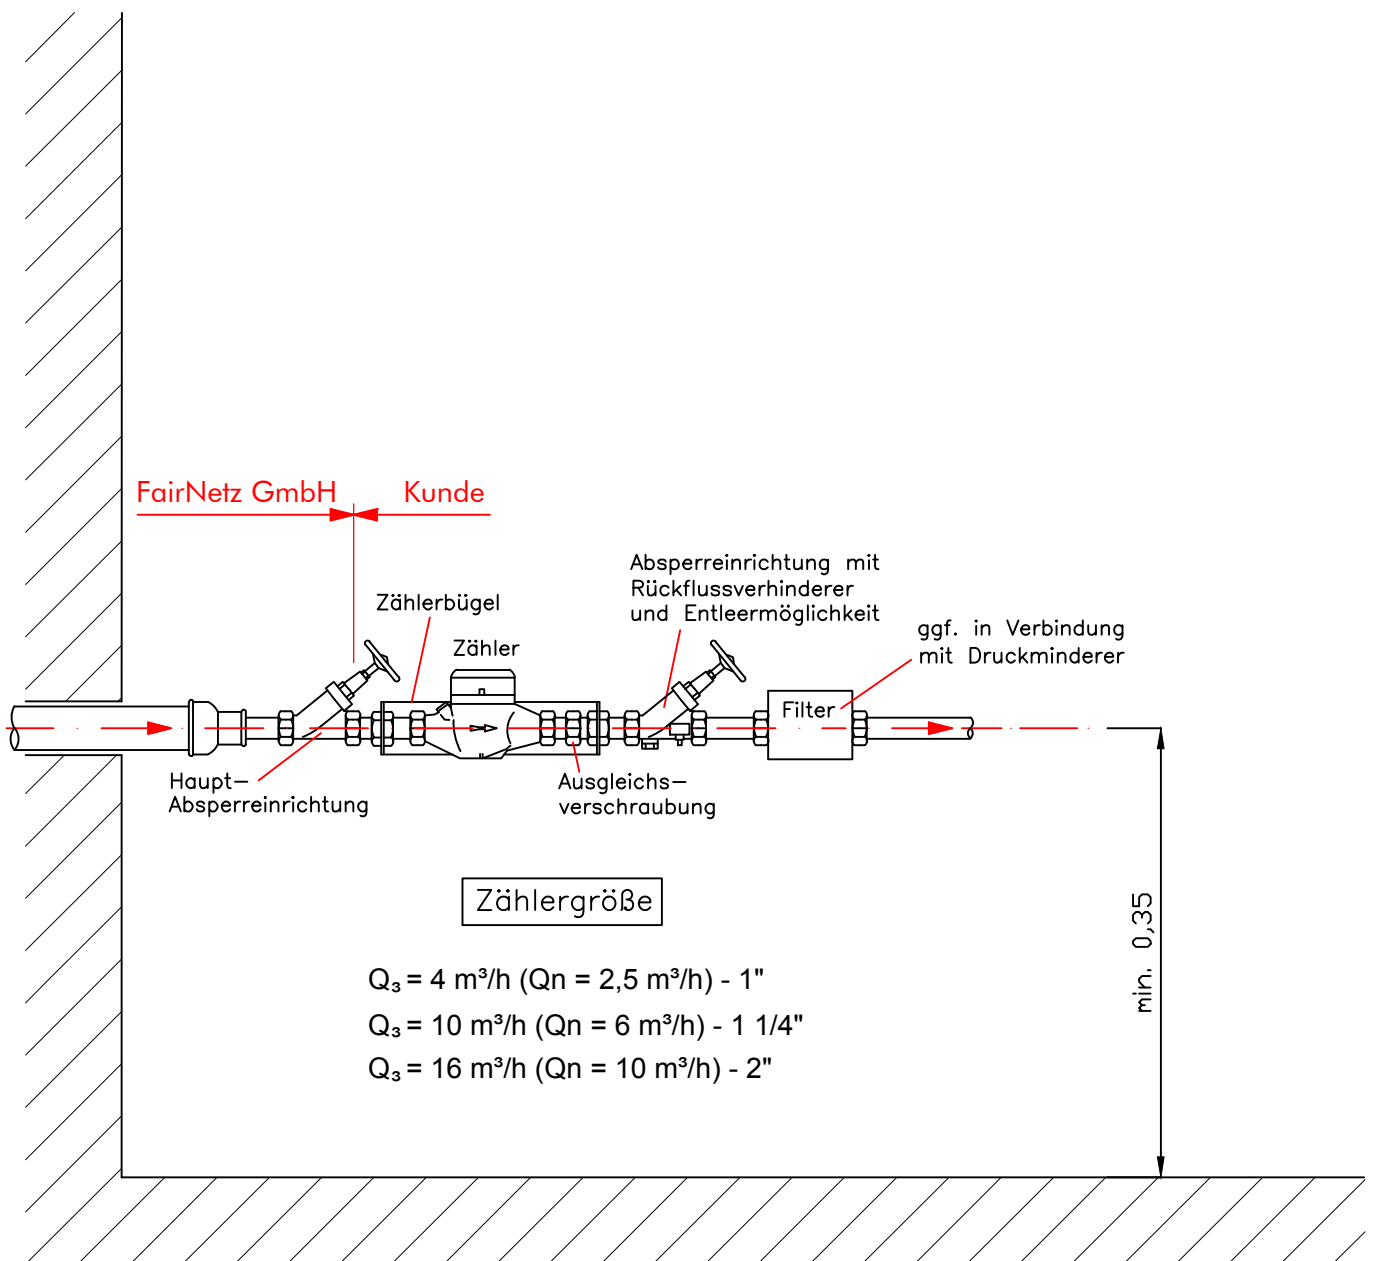 FairNetz GmbH
Kunde
Absperreinrichtung mit
Rückflussverhinderer
und Entleermöglichkeit
Zählerbügel
ggf. in Verbindung
mit Druckminderer
Zähler
Filter
Haupt–
Absperreinrichtung
Ausgleichs–
verschraubung
Zählergröße
min. 0,35
Q₃ = 4 m³/h (Qn = 2,5 m³/h) - 1"
Q₃ = 10 m³/h (Qn = 6 m³/h) - 1 1/4"
Q₃ = 16 m³/h (Qn = 10 m³/h) - 2"